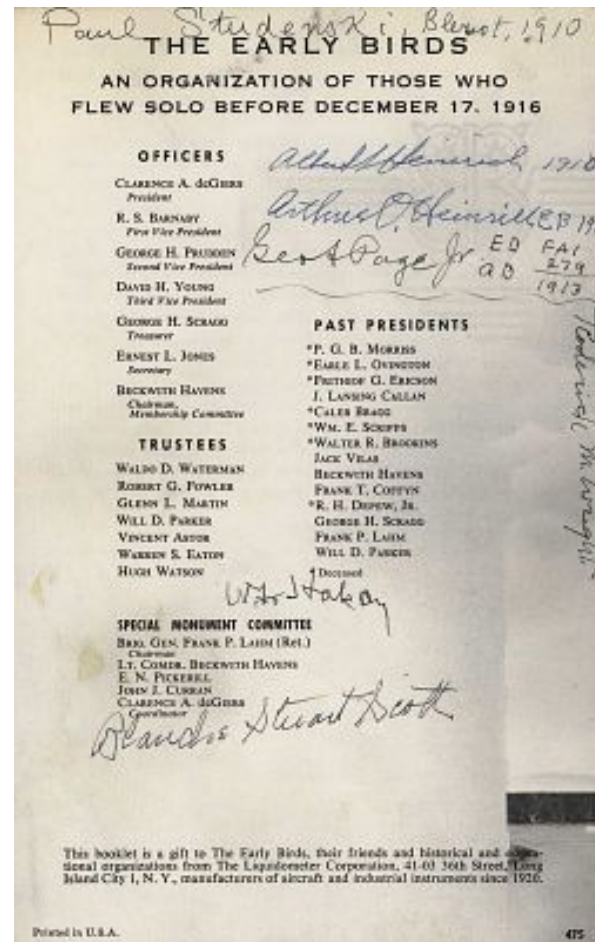 Paul Studenski, Bleriot, 1910
THE EARLY BIRDS
AN ORGANIZATION OF THOSE WHO
FLEW SOLO BEFORE DECEMBER 17, 1916
OFFICERS
CLARENCE A. deGIERS
President
R. S. BARNABY
First Vice President
GEORGE H. PRUDDEN
Second Vice President
DAVID H. YOUNG
Third Vice President
GEORGE H. SCRAGG
Treasurer
ERNEST L. JONES
Secretary
BECKWITH HAVENS
Chairman,
Membership Committee
TRUSTEES
WALDO D. WATERMAN
ROBERT G. FOWLER
GLENN L. MARTIN
WILL D. PARKER
VINCENT ASTOR
WARREN S. EATON
HUGH WATSON
Albert S Heinrich 1910
Arthur O. Heinrich EB 19
Geo A Page Jr. ED FAI
AD 279
1913
PAST PRESIDENTS
*P. G. B. MORRISS
*EARLE L. OVINGTON
*FRITHIOF G. ERICSON
J. LANSING CALLAN
*CALEB BRAGG
*WM. E. SCRIPPS
*WALTER R. BROOKINS
JACK VILAS
BECKWITH HAVENS
FRANK T. COFFYN
*R. H. DEPEW, JR.
GEORGE H. SCRAGG
FRANK P. LAHM
WILL D. PARKER
*Deceased
Roderick M. Wright
SPECIAL MONUMENT COMMITTEE
BRIG. GEN. FRANK P. LAHM (Ret.)
Chairman
LT. COMDR. BECKWITH HAVENS
E. N. PICKERILL
JOHN J. CURRAN
CLARENCE A. deGIERS
Coordinator
Blanche Stuart Scott
This booklet is a gift to The Early Birds, their friends and historical and educa-
tional organizations from The Liquidometer Corporation, 41-03 36th Street, Long
Island City 1, N. Y., manufacturers of aircraft and industrial instruments since 1920.
Printed in U.S.A.
475